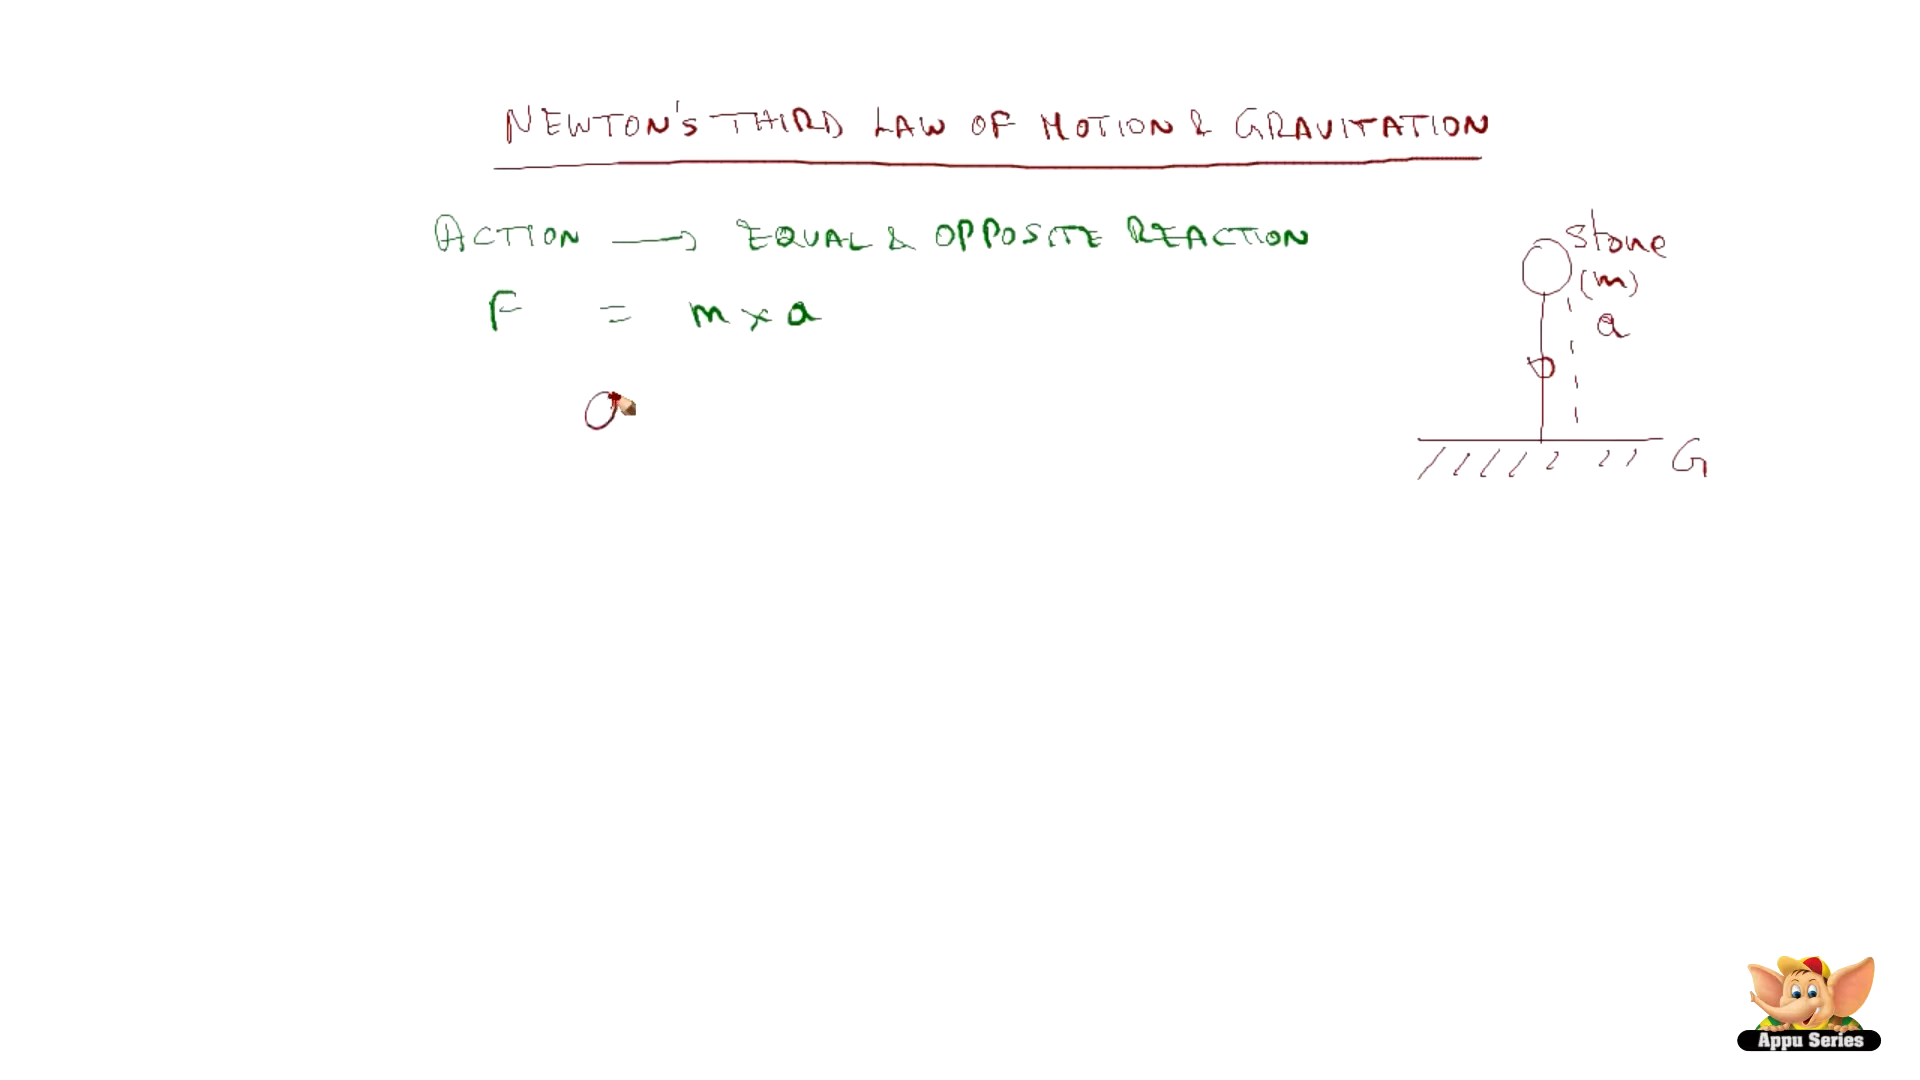 NEWTON'S THIRD LAW OF MOTION & GRAVITATION
ACTION → EQUAL & OPPOSITE REACTION
F = m × a
stone
(m)
a
G
Appu Series